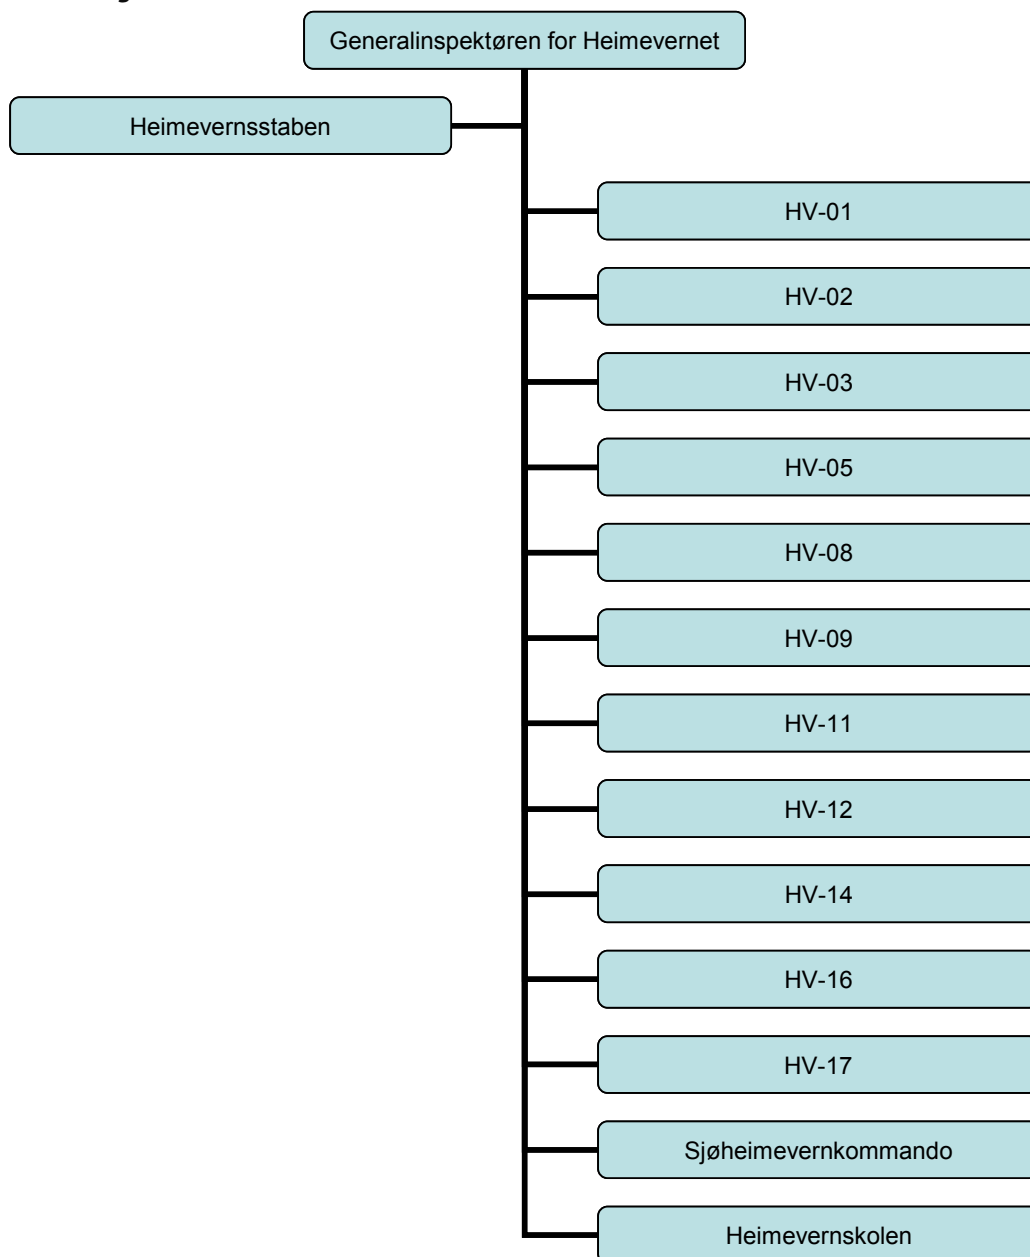 Generalinspektøren for Heimevernet
Heimevernsstaben
HV-01
HV-02
HV-03
HV-05
HV-08
HV-09
HV-11
HV-12
HV-14
HV-16
HV-17
Sjøheimevernkommando
Heimevernskolen